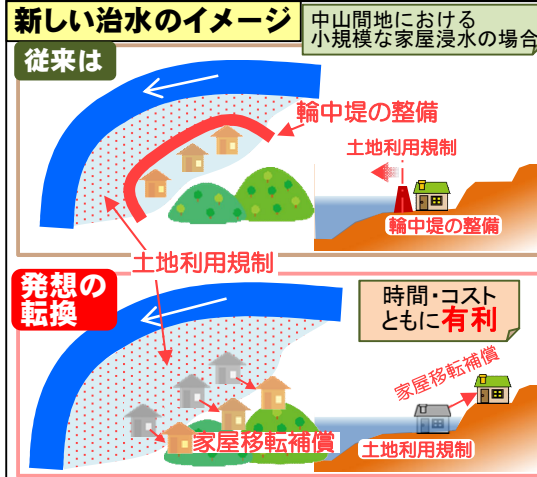 新しい治水のイメージ
中山間地における
小規模な家屋浸水の場合
従来は
輪中堤の整備
土地利用規制
輪中堤の整備
土地利用規制
発想の
転換
時間・コスト
ともに有利
家屋移転補償
家屋移転補償
土地利用規制